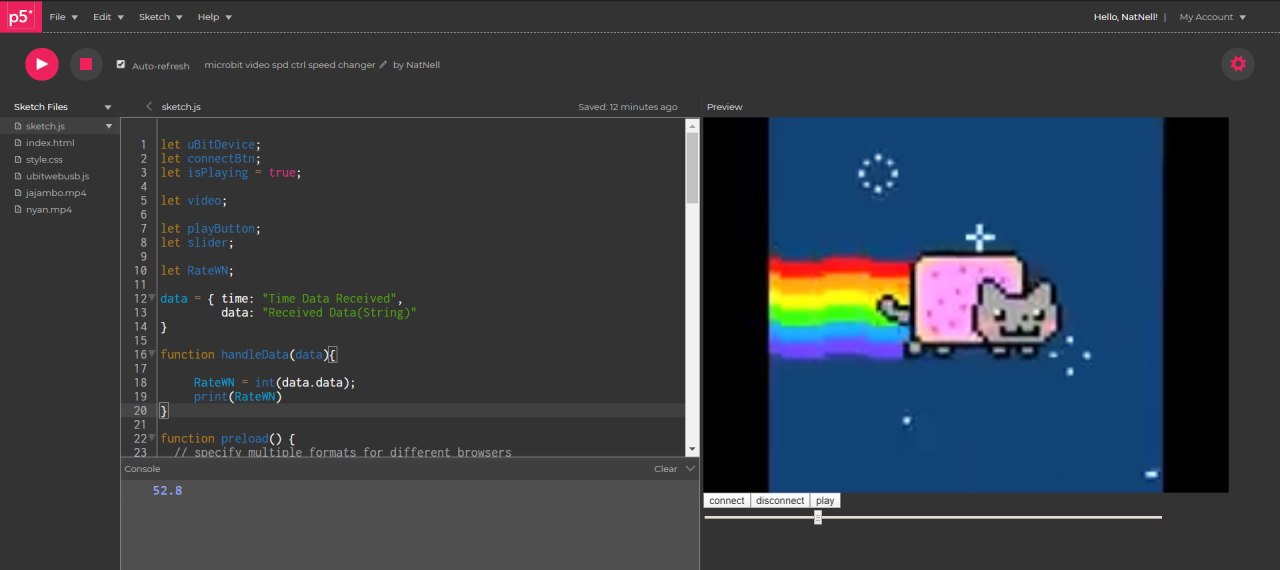 p5* File Edit Sketch Help Hello, NatNell! | My Account
Auto-refresh microbit video spd ctrl speed changer by NatNell
Sketch Files
sketch.js
index.html
style.css
ubitwebusb.js
jajambo.mp4
nyan.mp4
sketch.js Saved: 12 minutes ago
1 let uBitDevice;
2 let connectBtn;
3 let isPlaying = true;
4
5 let video;
6
7 let playButton;
8 let slider;
9
10 let RateWN;
11
12 data = { time: "Time Data Received",
13 data: "Received Data(String)"
14 }
15
16 function handleData(data){
17
18 RateWN = int(data.data);
19 print(RateWN)
20 }
21
22 function preload() {
23 // specify multiple formats for different browsers
Console Clear
52.8
Preview
connect disconnect play